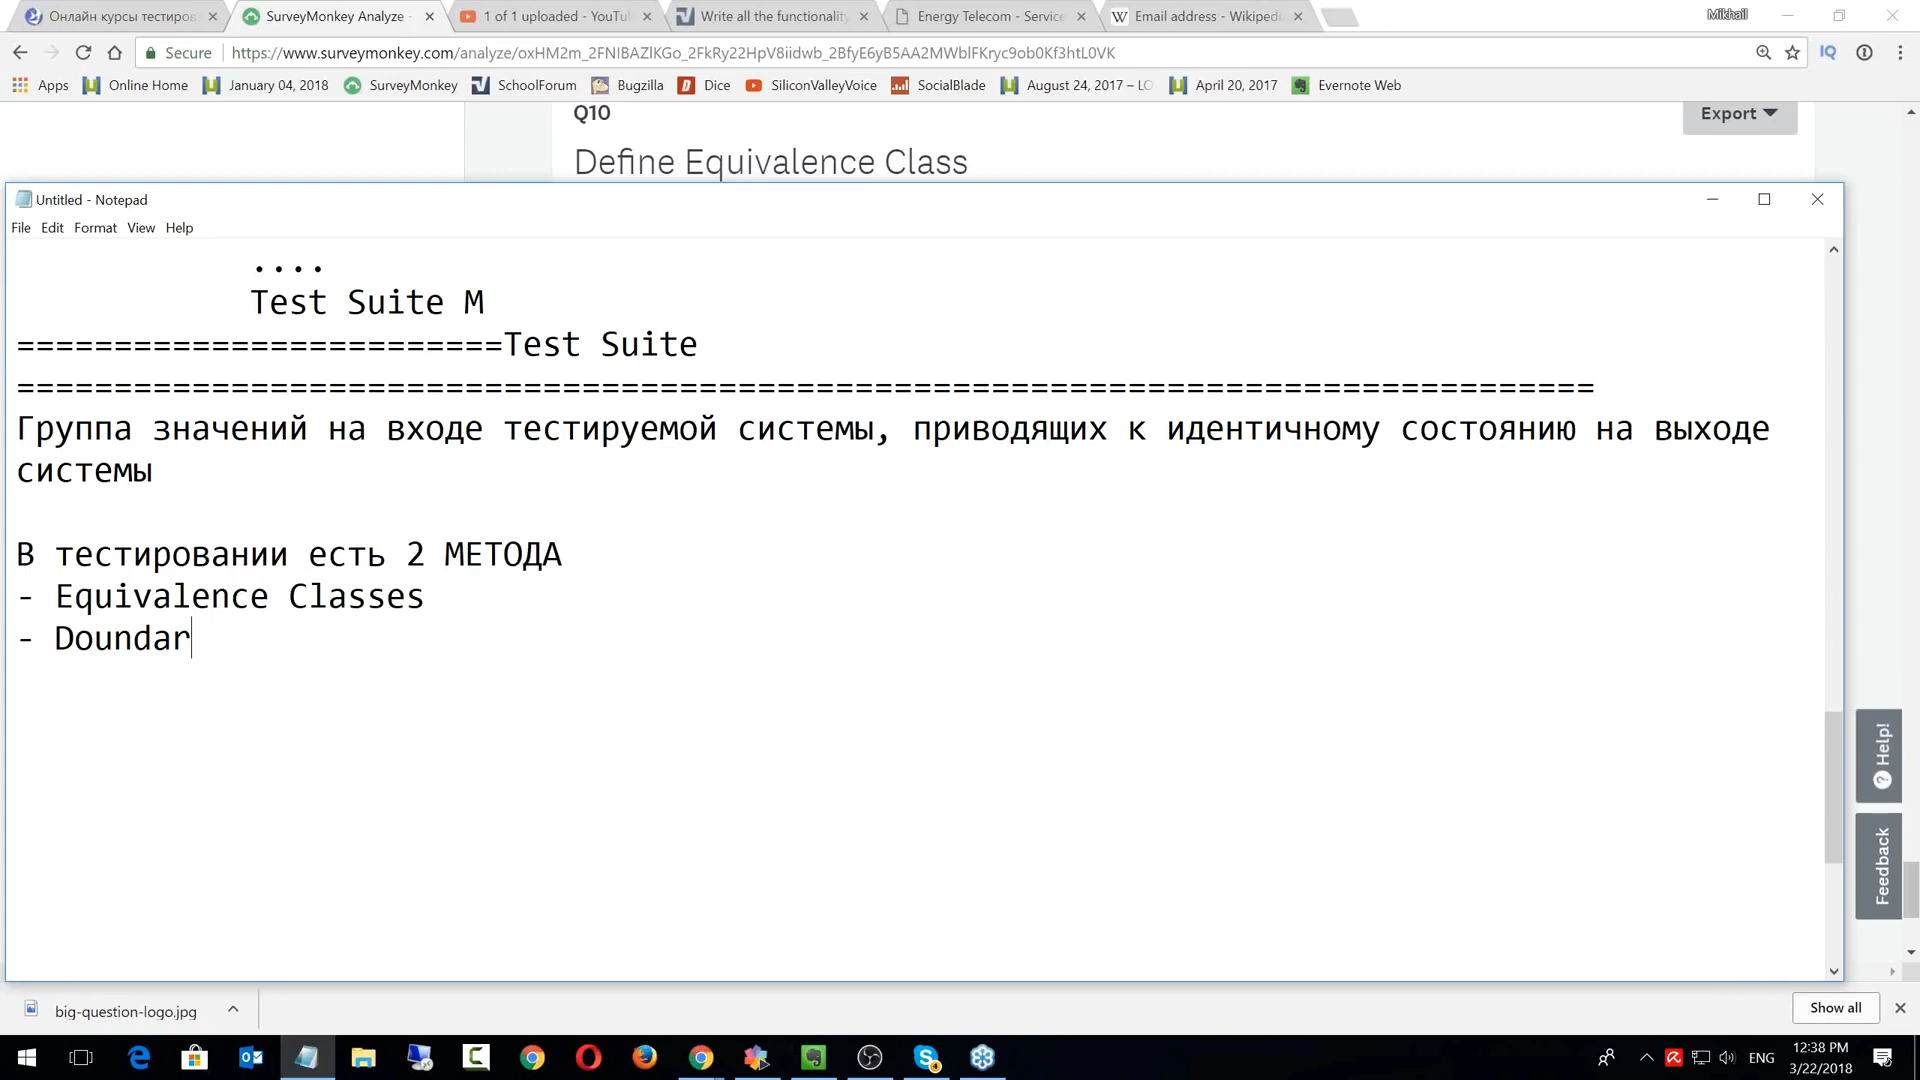 Онлайн курсы тестиров
SurveyMonkey Analyze -
1 of 1 uploaded - YouTu
Write all the functionality
Energy Telecom - Service
Email address - Wikipedi
Mikhail
Secure
https://www.surveymonkey.com/analyze/oxHM2m_2FNIBAZlKGo_2FkRy22HpV8iidwb_2BfyE6yB5AA2MWblFKryc9ob0Kf3htL0VK
Apps
Online Home
January 04, 2018
SurveyMonkey
SchoolForum
Bugzilla
Dice
SiliconValleyVoice
SocialBlade
August 24, 2017 – LO
April 20, 2017
Evernote Web
Q10
Export
Define Equivalence Class
Untitled - Notepad
File Edit Format View Help
....
Test Suite M
=========================Test Suite
=================================================================================
Группа значений на входе тестируемой системы, приводящих к идентичному состоянию на выходе
системы
В тестировании есть 2 МЕТОДА
- Equivalence Classes
- Doundar
Help!
Feedback
big-question-logo.jpg
Show all
ENG
12:38 PM
3/22/2018